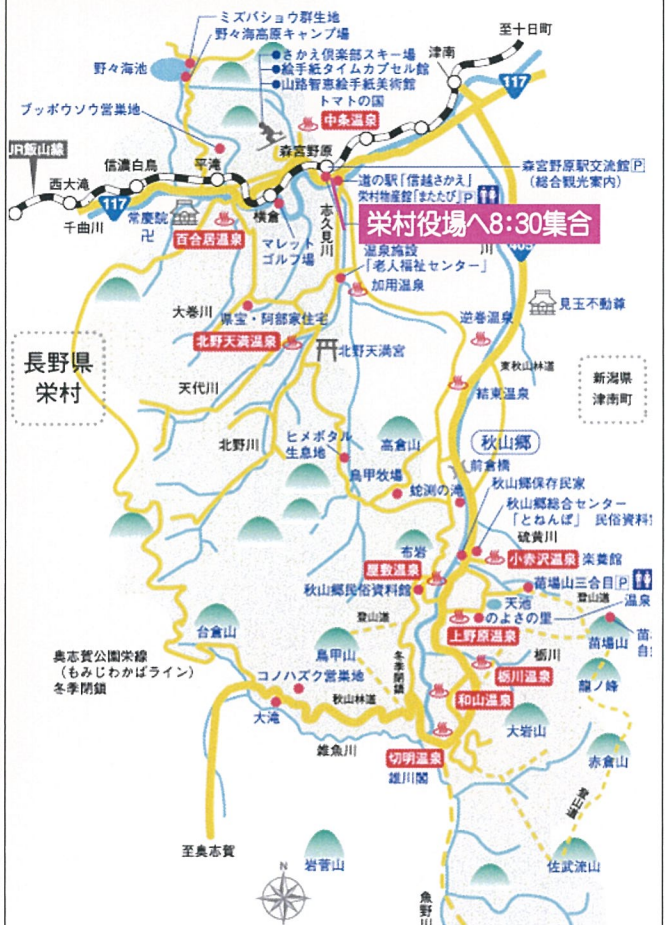 ミズバショウ群生地
野々海高原キャンプ場
至十日町
さかえ倶楽部スキー場
野々海池
絵手紙タイムカプセル館
山路智恵絵手紙美術館
津南
117
トマトの国
ブッポウソウ営巣地
中条温泉
JR飯山線
森宮野原
信濃白鳥
平滝
森宮野原駅交流館P
(総合観光案内)
西大滝
道の駅「信越さかえ」
栄村物産館「またたび」P
117
千曲川
常慶院
卍
横倉
志久見川
栄村役場へ8:30集合
百合居温泉
マレット
ゴルフ場
温泉施設
「老人福祉センター」
川
405
加用温泉
大巻川
県宝・阿部家住宅
見玉不動尊
逆巻温泉
北野天満温泉
北野天満宮
長野県
栄村
東秋山林道
新潟県
津南町
天代川
結東温泉
北野川
ヒメボタル
生息地
高倉山
秋山郷
前倉橋
鳥甲牧場
秋山郷保存民家
蛇渕の滝
秋山郷総合センター
「とねんぼ」 民俗資料
硫黄川
布岩
小赤沢温泉
楽養館
屋敷温泉
秋山郷民俗資料館
苗場山三合目P
天池
登山道
温泉
のよさの里
登山道
台倉山
上野原温泉
苗場山
苗
自
鳥甲山
冬季閉鎖
栃川
奥志賀公園栄線
(もみじわかばライン)
冬季閉鎖
コノハズク営巣地
栃川温泉
龍ノ峰
秋山林道
和山温泉
大滝
大岩山
雑魚川
切明温泉
赤倉山
雄川閣
登山道
至奥志賀
岩菅山
佐武流山
N
魚野川